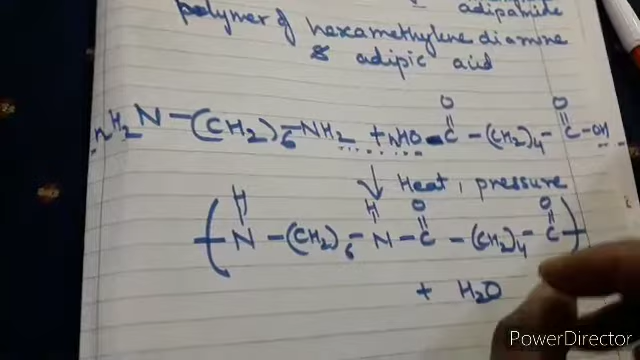 adipamide
polymer of hexamethylene diamine
& adipic acid
nH₂N-(CH₂)₆-NH₂ + nHO-C(=O)-(CH₂)₄-C(=O)-OH
↓ Heat, pressure
(-N(H)-(CH₂)₆-N(H)-C(=O)-(CH₂)₄-C(=O)-)
+ H₂O
PowerDirector